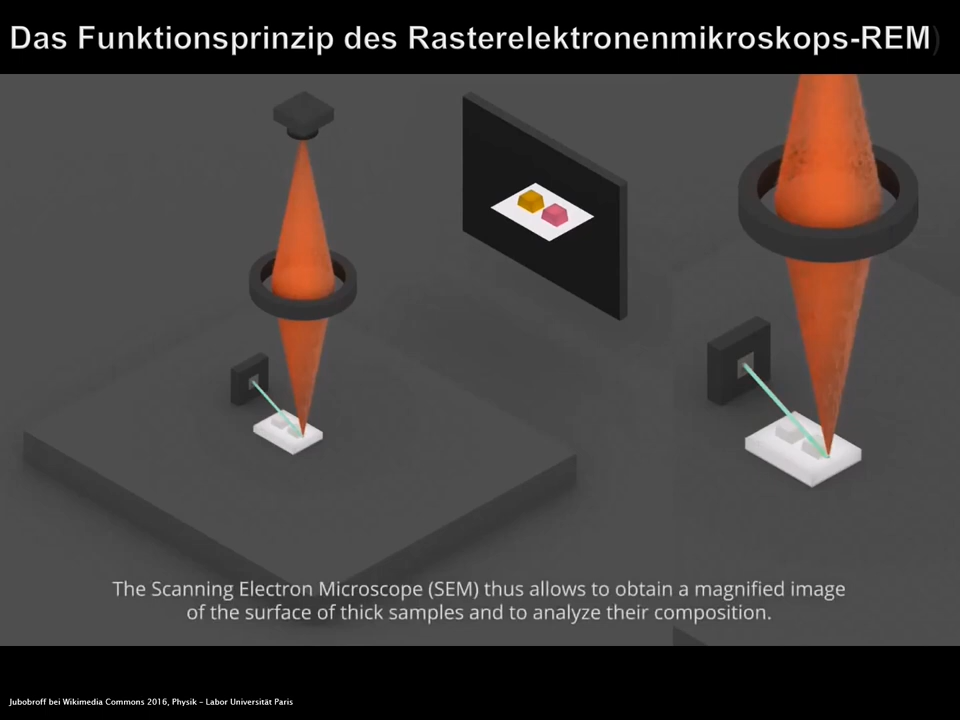 Das Funktionsprinzip des Rasterelektronenmikroskops-REM)
The Scanning Electron Microscope (SEM) thus allows to obtain a magnified image
of the surface of thick samples and to analyze their composition.
Jubobroff bei Wikimedia Commons 2016, Physik – Labor Universität Paris